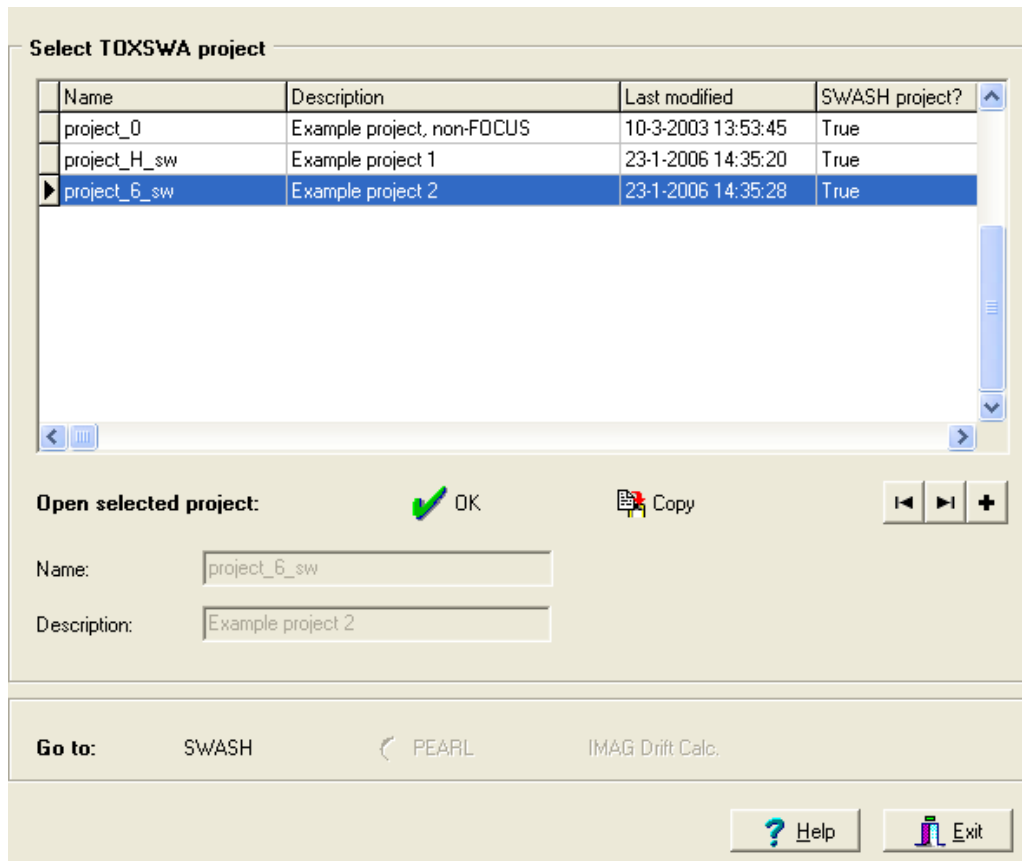 Select TOXSWA project
Name Description Last modified SWASH project?
project_0 Example project, non-FOCUS 10-3-2003 13:53:45 True
project_H_sw Example project 1 23-1-2006 14:35:20 True
project_6_sw Example project 2 23-1-2006 14:35:28 True
Open selected project: OK Copy
Name: project_6_sw
Description: Example project 2
Go to: SWASH PEARL IMAG Drift Calc.
? Help Exit